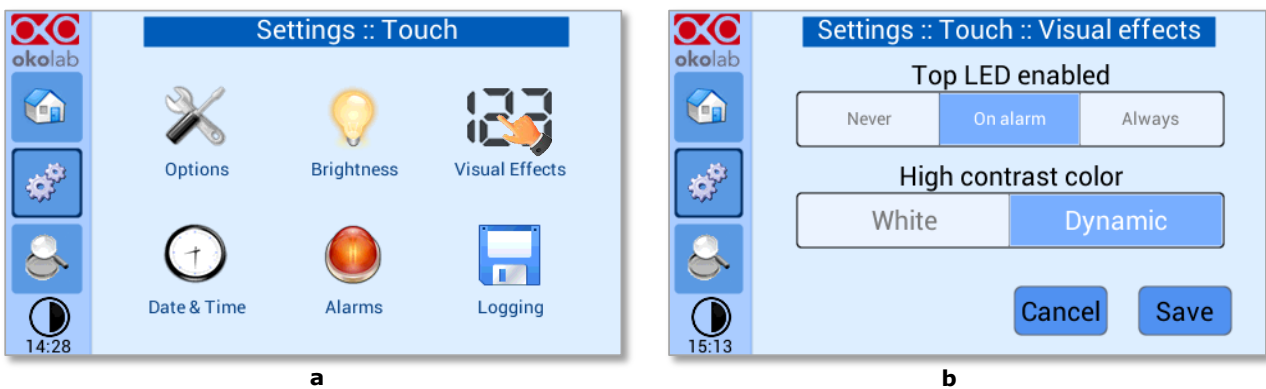 Settings :: Touch
okolab
Options
Brightness
123
Visual Effects
Date & Time
Alarms
Logging
14:28
a
Settings :: Touch :: Visual effects
okolab
Top LED enabled
Never
On alarm
Always
High contrast color
White
Dynamic
Cancel
Save
15:13
b